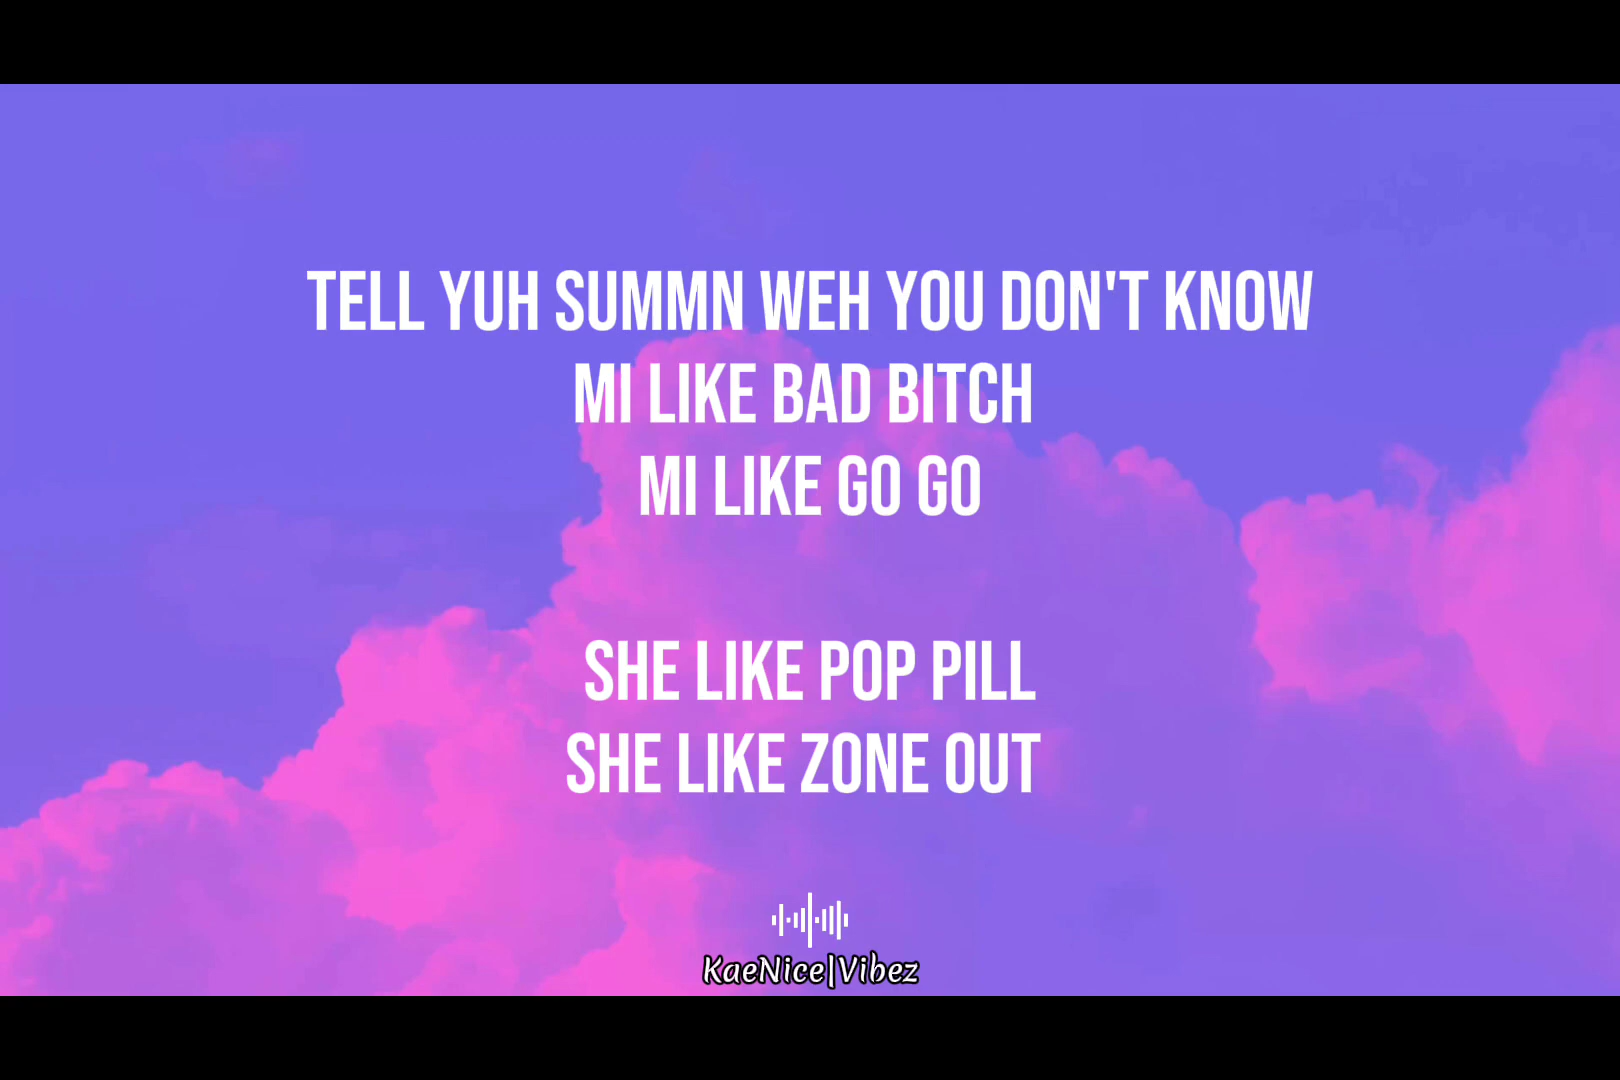 TELL YUH SUMMN WEH YOU DON'T KNOW
MI LIKE BAD BITCH
MI LIKE GO GO
SHE LIKE POP PILL
SHE LIKE ZONE OUT
KaeNice|Vibez